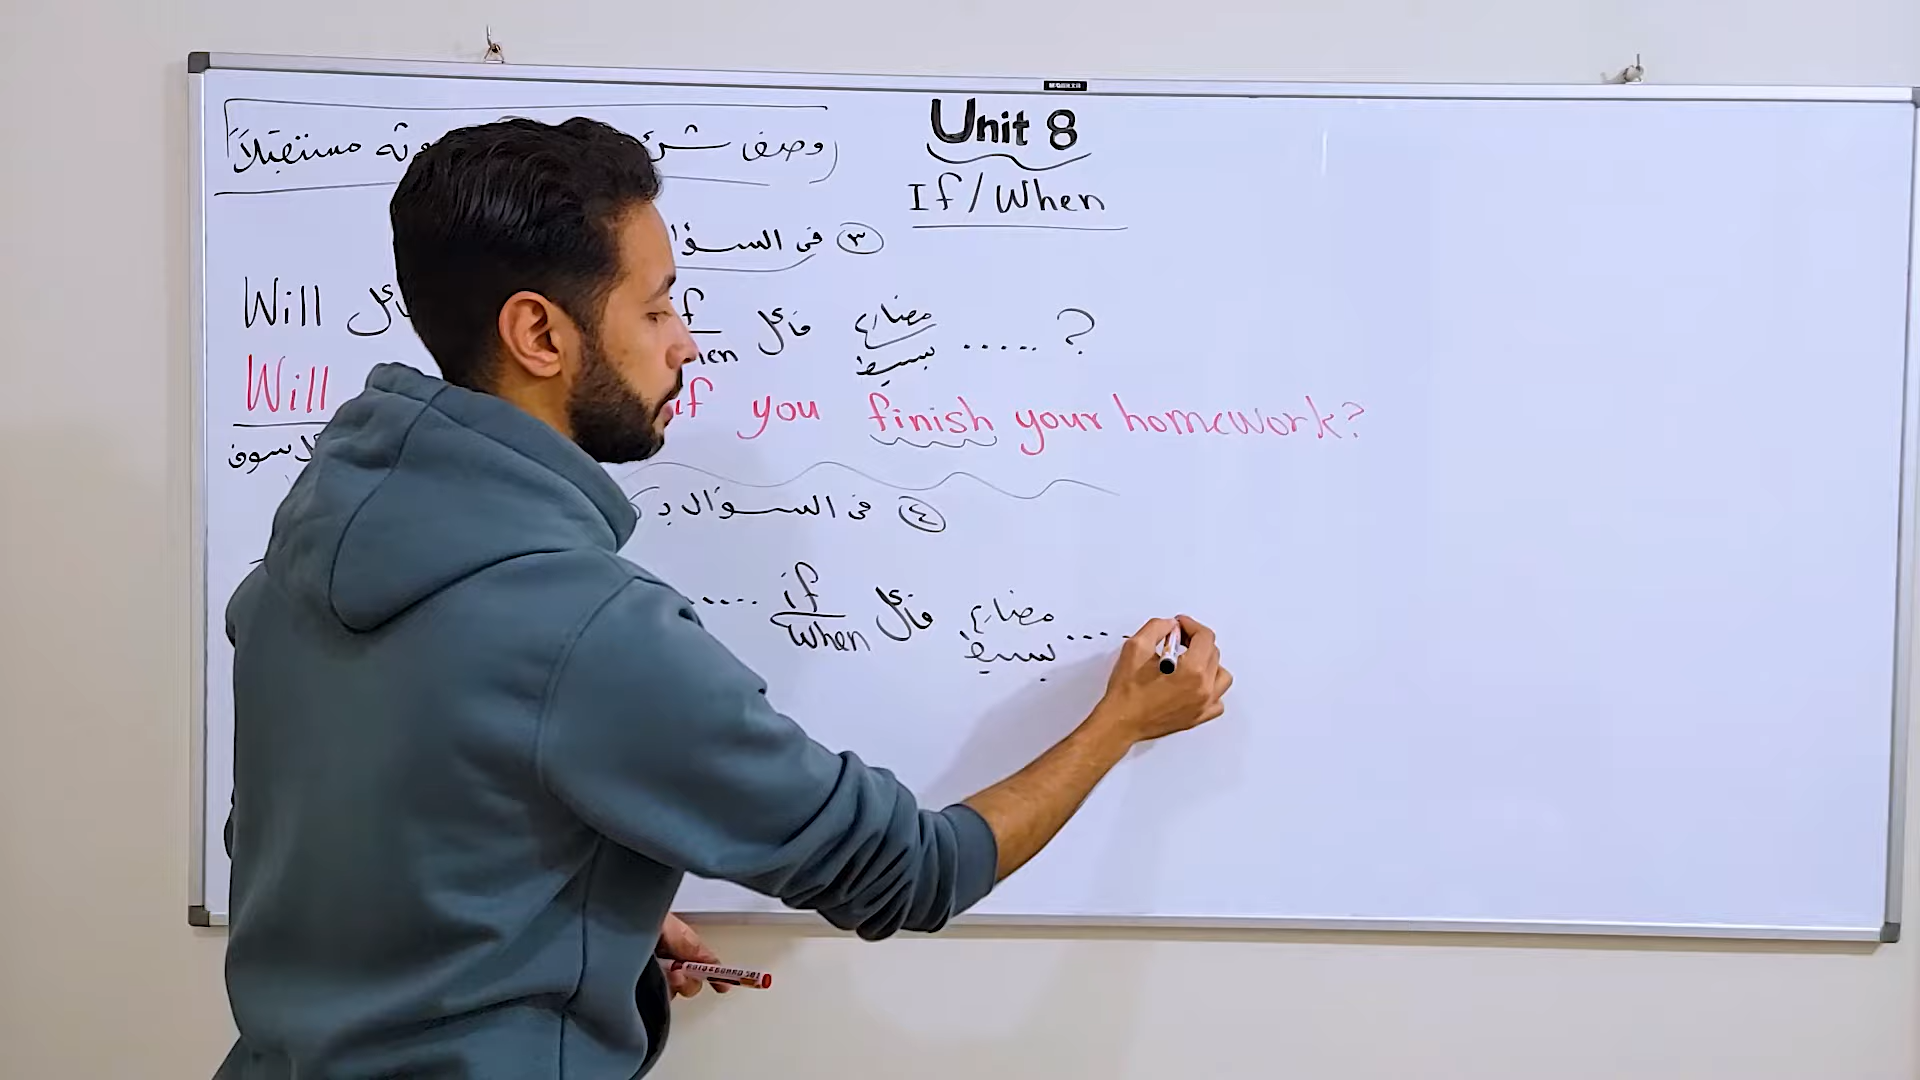 Unit 8
If / When
وصف مستقبلاً
٣ في السؤال
Will if فاعل مضارع ..... ?
بسيط
Will if you finish your homework?
سوف
٤ في السؤال بـ
..... if فاعل مضارع ....
When بسيط